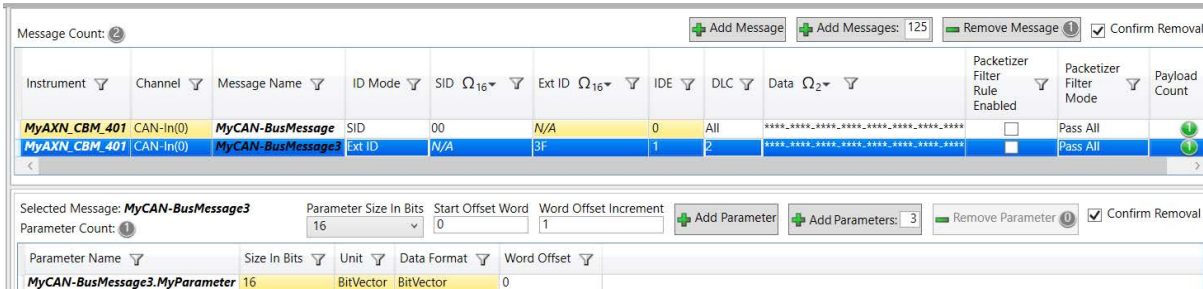 Message Count: 2 Add Message Add Messages: 125 Remove Message 1 Confirm Removal
Instrument Channel Message Name ID Mode SID Ω16 Ext ID Ω16 IDE DLC Data Ω2 Packetizer Filter Rule Enabled Packetizer Filter Mode Payload Count
MyAXN_CBM_401 CAN-In(0) MyCAN-BusMessage SID 00 N/A 0 All ****-****-****-****-****-****-****-**** Pass All 1
MyAXN_CBM_401 CAN-In(0) MyCAN-BusMessage3 Ext ID N/A 3F 1 2 ****-****-****-****-****-****-****-**** Pass All 1
Selected Message: MyCAN-BusMessage3 Parameter Size In Bits Start Offset Word Word Offset Increment
Parameter Count: 1 16 0 1 Add Parameter Add Parameters: 3 Remove Parameter 0 Confirm Removal
Parameter Name Size In Bits Unit Data Format Word Offset
MyCAN-BusMessage3.MyParameter 16 BitVector BitVector 0